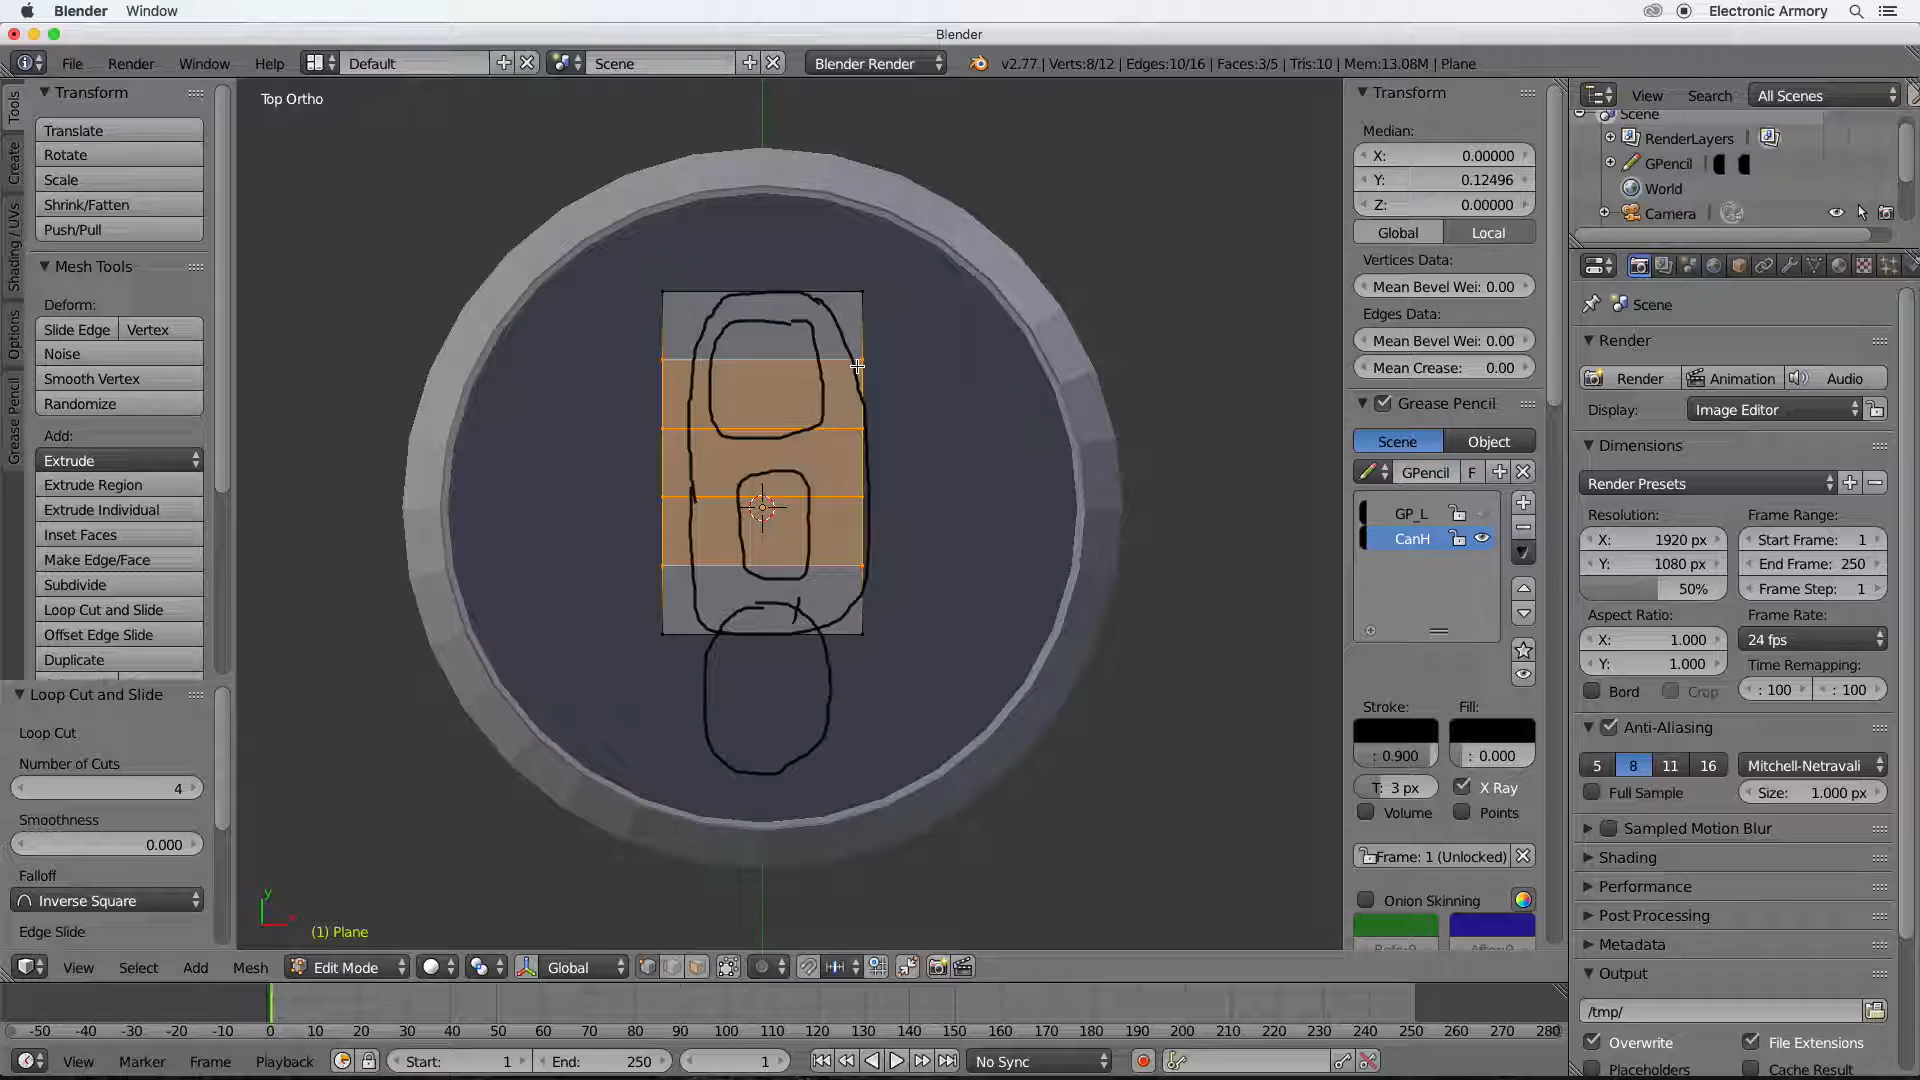 Blender Window Electronic Armory
Blender
File Render Window Help Default Scene Blender Render v2.77 | Verts:8/12 | Edges:10/16 | Faces:3/5 | Tris:10 | Mem:13.08M | Plane
Tools
Create
Shading / UVs
Options
Grease Pencil
Transform
Translate
Rotate
Scale
Shrink/Fatten
Push/Pull
Mesh Tools
Deform:
Slide Edge Vertex
Noise
Smooth Vertex
Randomize
Add:
Extrude
Extrude Region
Extrude Individual
Inset Faces
Make Edge/Face
Subdivide
Loop Cut and Slide
Offset Edge Slide
Duplicate
Loop Cut and Slide
Loop Cut
Number of Cuts
4
Smoothness
0.000
Falloff
Inverse Square
Edge Slide
Top Ortho
y
x
(1) Plane
Transform
Median:
X: 0.00000
Y: 0.12496
Z: 0.00000
Global Local
Vertices Data:
Mean Bevel Wei: 0.00
Edges Data:
Mean Bevel Wei: 0.00
Mean Crease: 0.00
Grease Pencil
Scene Object
GPencil F
GP_L
CanH
Stroke: Fill:
: 0.900 : 0.000
T: 3 px X Ray
Volume Points
Frame: 1 (Unlocked)
Onion Skinning
View Search All Scenes
Scene
RenderLayers
GPencil
World
Camera
Scene
Render
Render Animation Audio
Display: Image Editor
Dimensions
Render Presets
Resolution: Frame Range:
X: 1920 px Start Frame: 1
Y: 1080 px End Frame: 250
50% Frame Step: 1
Aspect Ratio: Frame Rate:
X: 1.000 24 fps
Y: 1.000 Time Remapping:
Bord Crop : 100 : 100
Anti-Aliasing
5 8 11 16 Mitchell-Netravali
Full Sample Size: 1.000 px
Sampled Motion Blur
Shading
Performance
Post Processing
Metadata
Output
/tmp/
Overwrite File Extensions
Placeholders Cache Result
View Select Add Mesh Edit Mode Global
-50 -40 -30 -20 -10 0 10 20 30 40 50 60 70 80 90 100 110 120 130 140 150 160 170 180 190 200 210 220 230 240 250 260 270 280
View Marker Frame Playback Start: 1 End: 250 1 No Sync